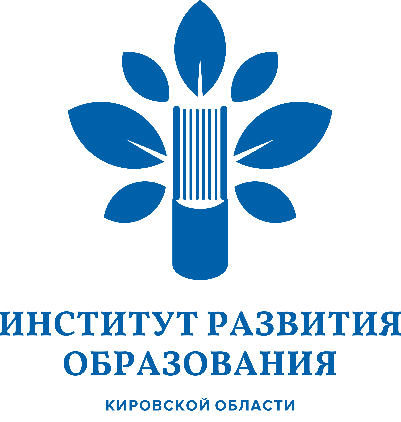 ИНСТИТУТ РАЗВИТИЯ
ОБРАЗОВАНИЯ
КИРОВСКОЙ ОБЛАСТИ